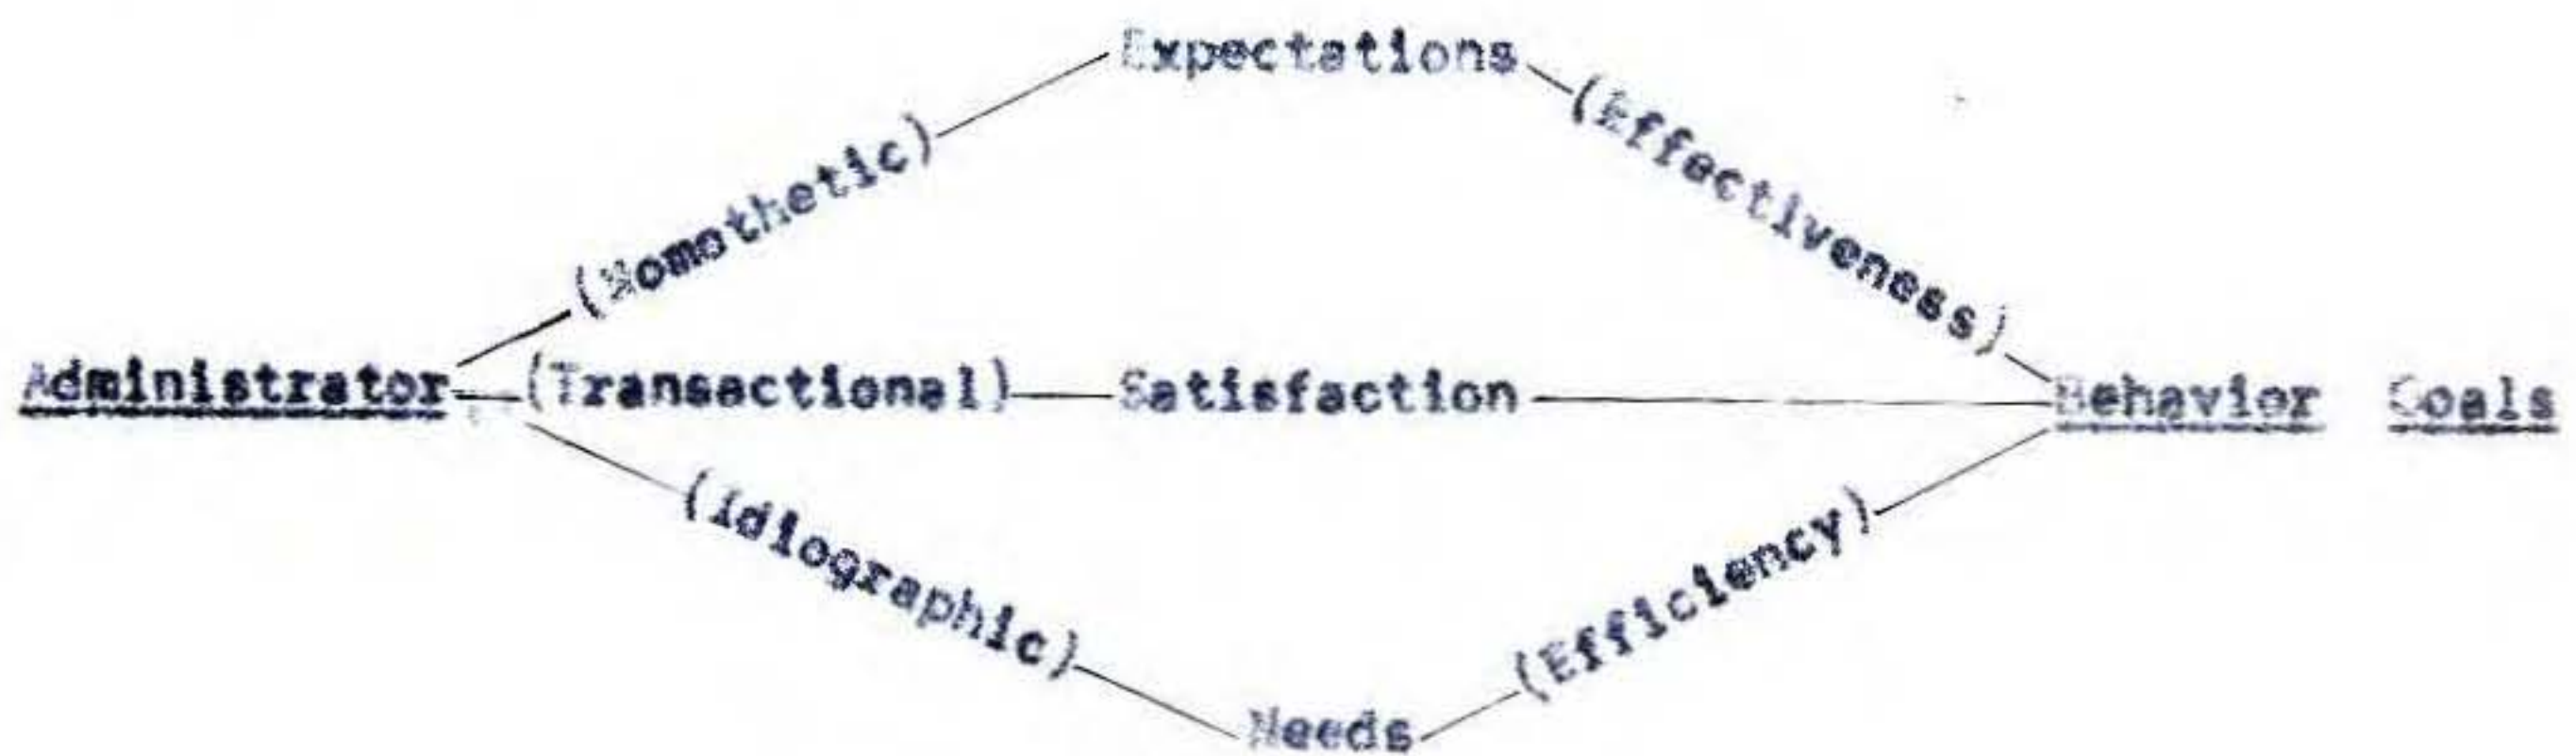 Expectations
(Effectiveness)
(Nomothetic)
Administrator (Transactional) Satisfaction Behavior Goals
(Idiographic)
(Efficiency)
Needs